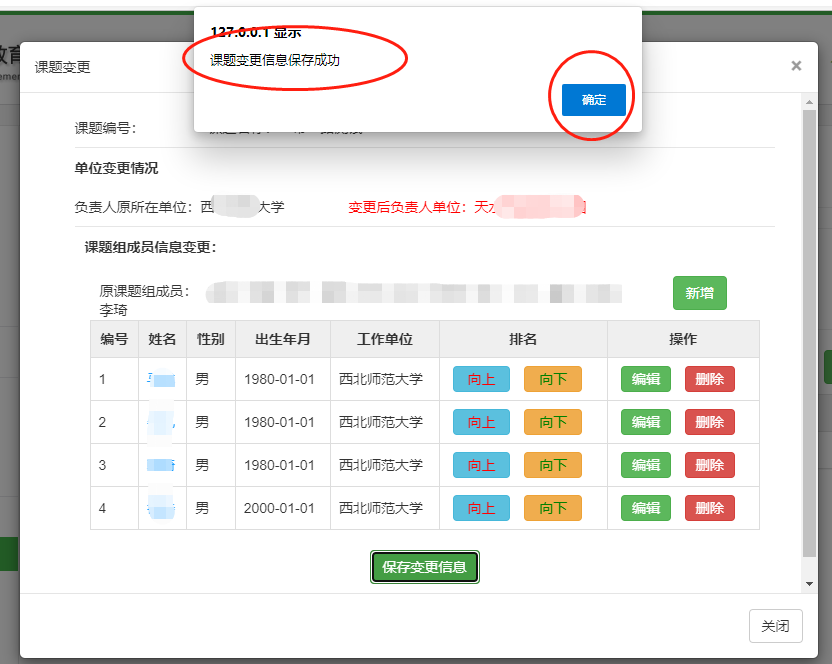 127.0.0.1 显示
课题变更信息保存成功
确定
教育
课题变更
×
课题编号：
单位变更情况
负责人原所在单位：西 大学 变更后负责人单位：天
课题组成员信息变更：
原课题组成员：
李琦
新增
编号 姓名 性别 出生年月 工作单位 排名 操作
1 男 1980-01-01 西北师范大学 向上 向下 编辑 删除
2 男 1980-01-01 西北师范大学 向上 向下 编辑 删除
3 男 1980-01-01 西北师范大学 向上 向下 编辑 删除
4 男 2000-01-01 西北师范大学 向上 向下 编辑 删除
保存变更信息
关闭